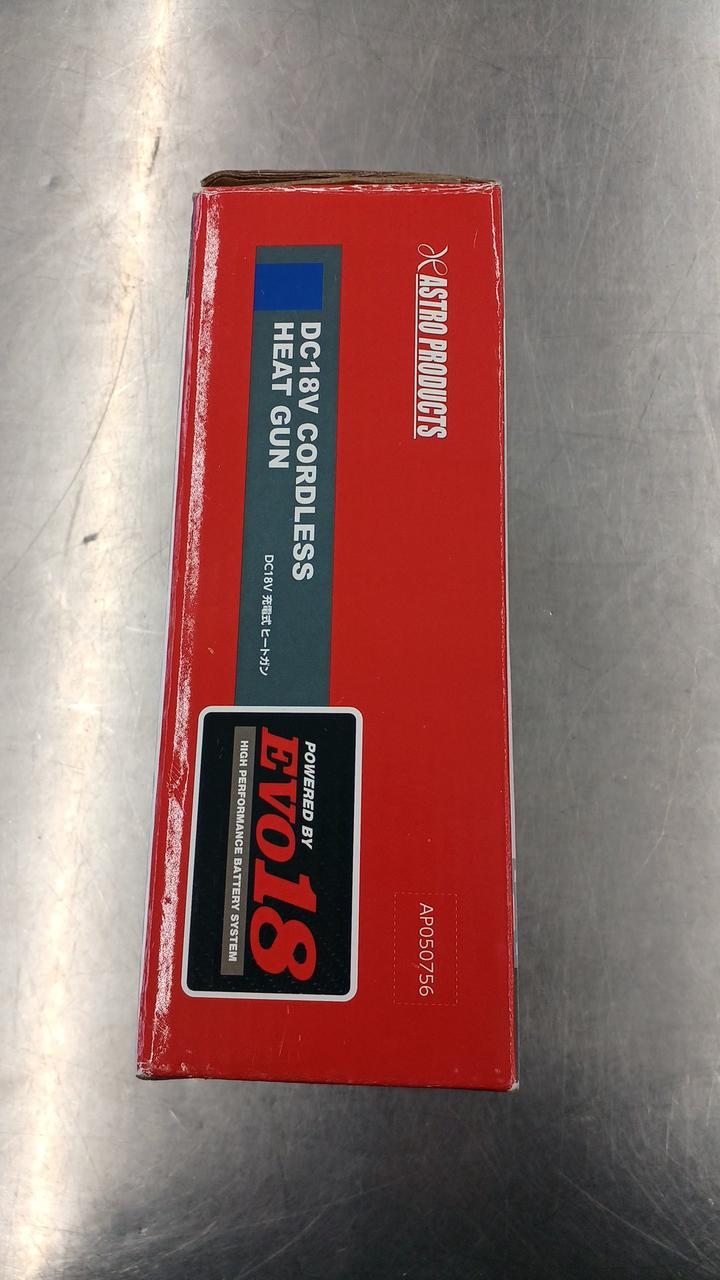 ASTRO PRODUCTS
DC18V CORDLESS
HEAT GUN
DC18V 充電式 ヒートガン
POWERED BY
EVO18
HIGH PERFORMANCE BATTERY SYSTEM
AP050756